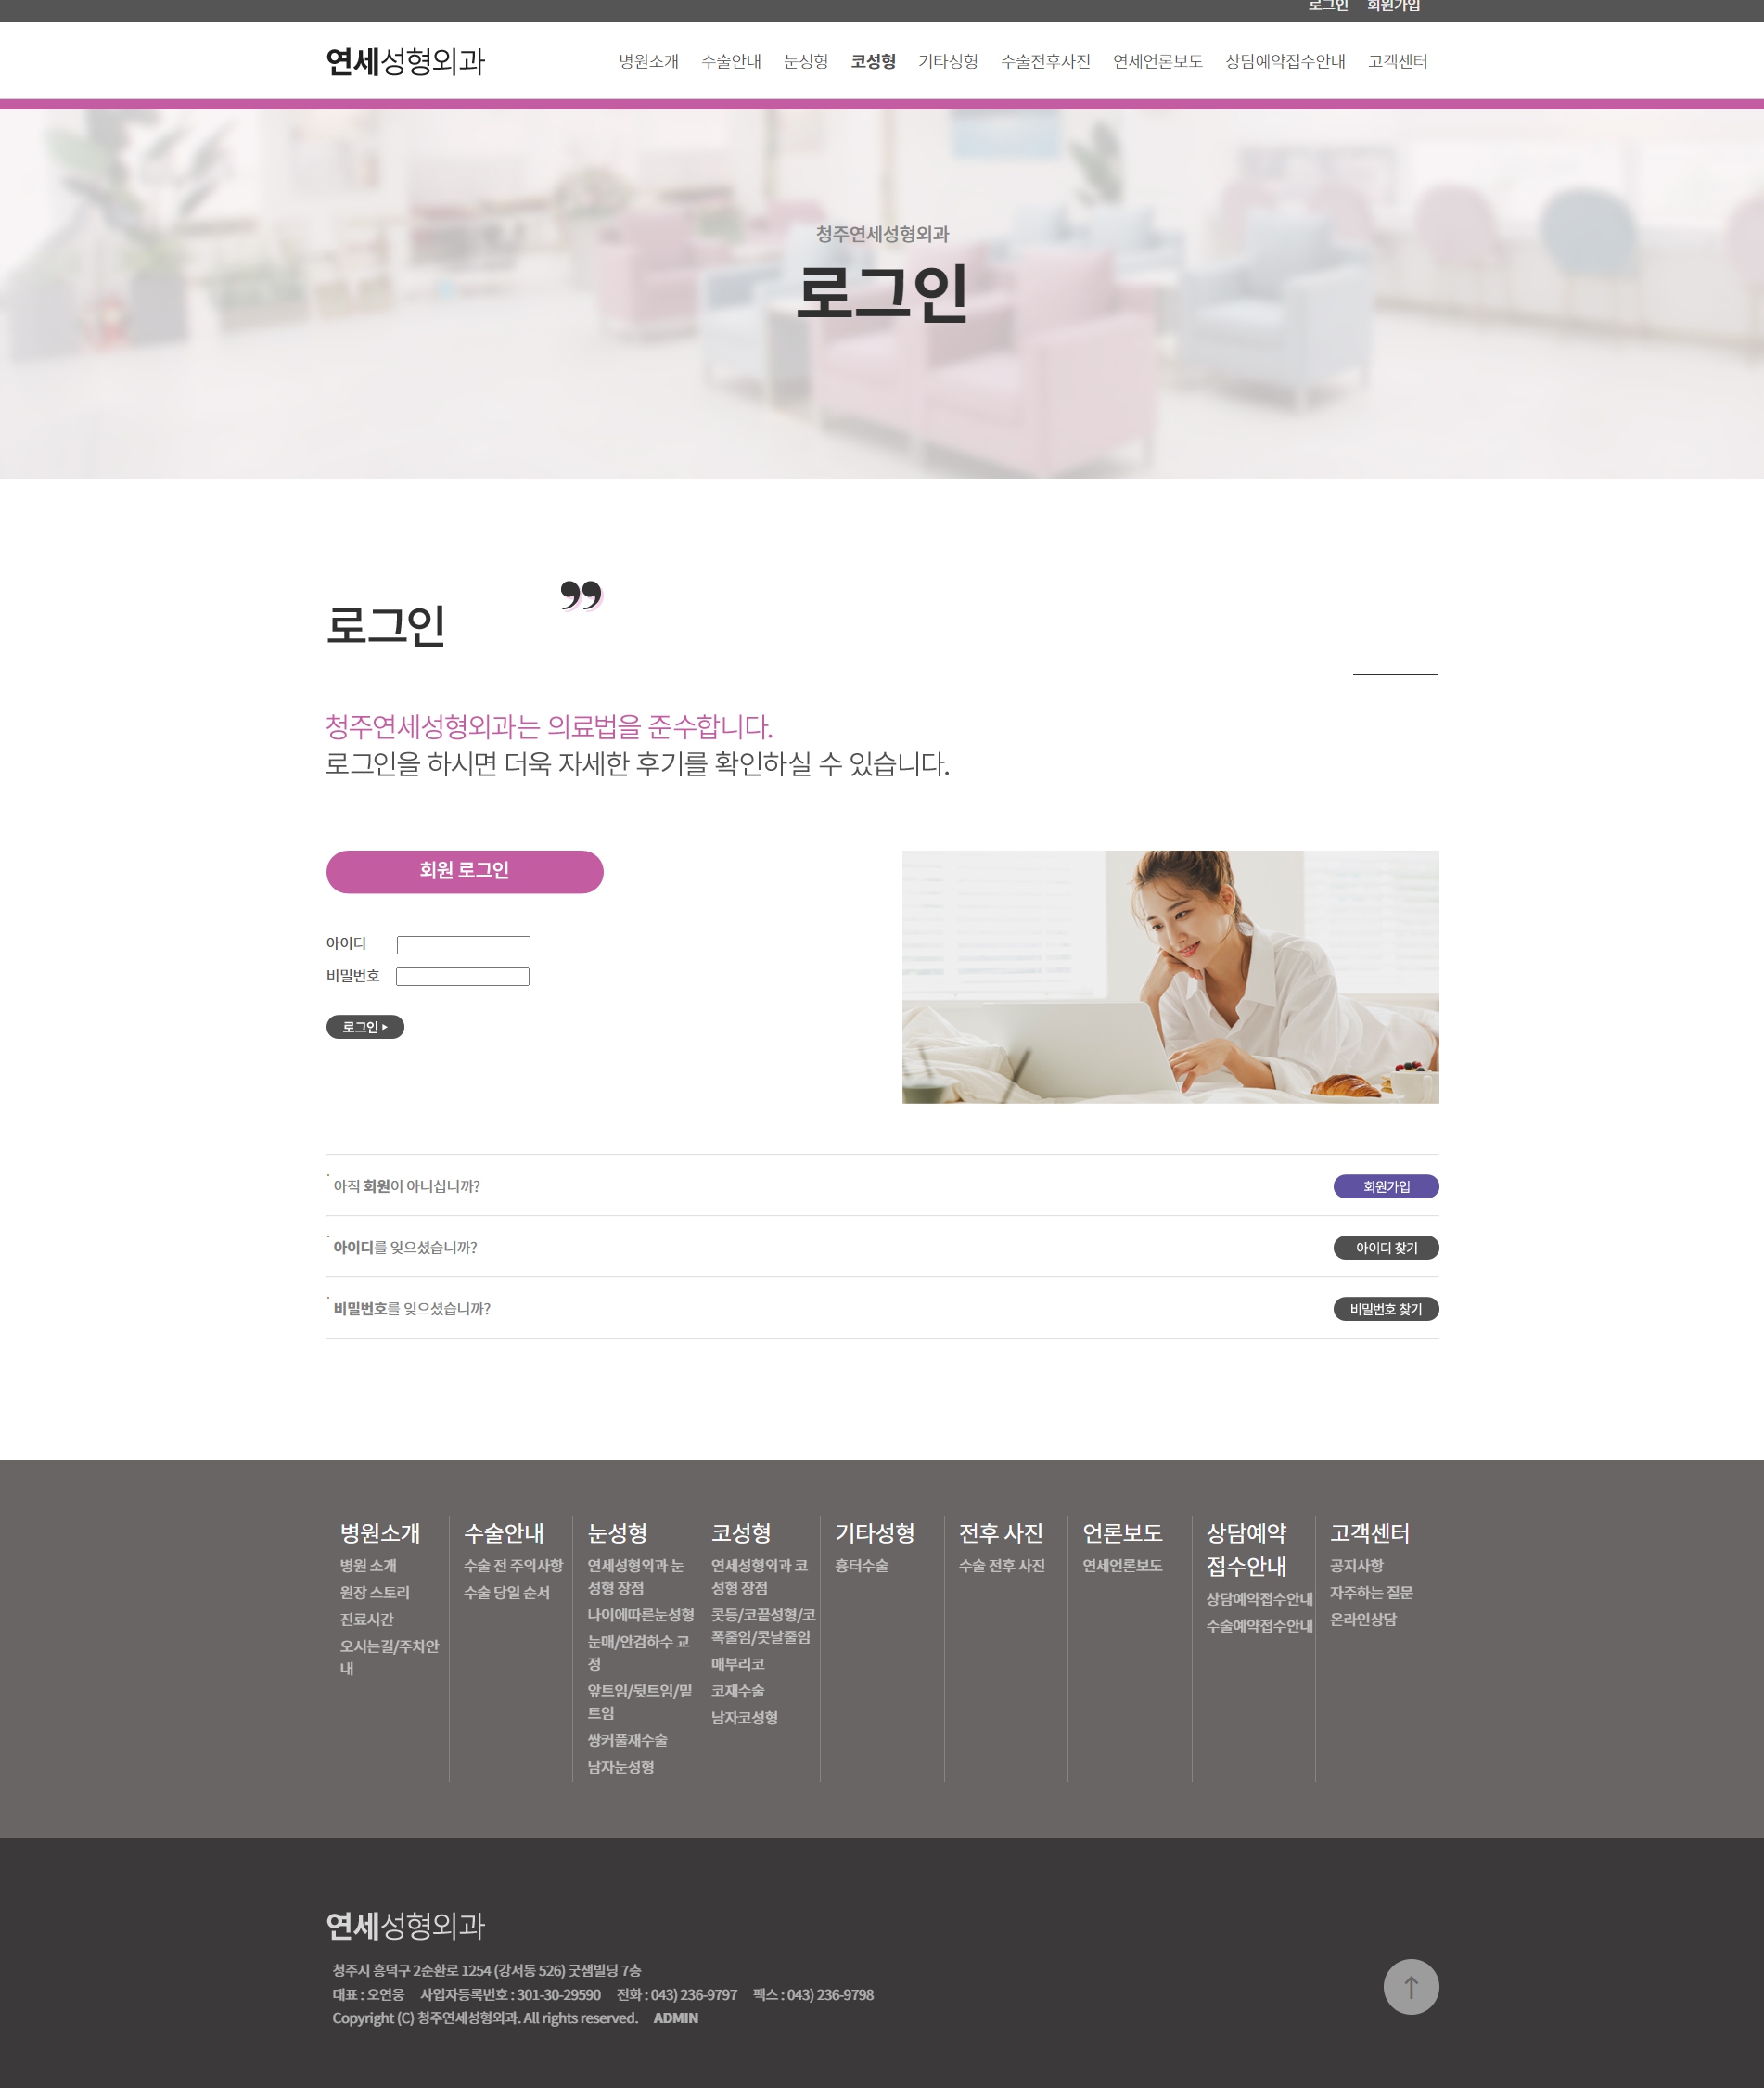 로그인 회원가입
연세성형외과
병원소개 수술안내 눈성형 코성형 기타성형 수술전후사진 연세언론보도 상담예약접수안내 고객센터
청주연세성형외과
로그인
로그인 ”
청주연세성형외과는 의료법을 준수합니다.
로그인을 하시면 더욱 자세한 후기를 확인하실 수 있습니다.
회원 로그인
아이디
비밀번호
로그인 ▸
아직 회원이 아니십니까? 회원가입
아이디를 잊으셨습니까? 아이디 찾기
비밀번호를 잊으셨습니까? 비밀번호 찾기
병원소개
병원 소개
원장 스토리
진료시간
오시는길/주차안
내
수술안내
수술 전 주의사항
수술 당일 순서
눈성형
연세성형외과 눈
성형 장점
나이에따른눈성형
눈매/안검하수 교
정
앞트임/뒷트임/밑
트임
쌍커풀재수술
남자눈성형
코성형
연세성형외과 코
성형 장점
콧등/코끝성형/코
폭줄임/콧날줄임
매부리코
코재수술
남자코성형
기타성형
흉터수술
전후 사진
수술 전후 사진
언론보도
연세언론보도
상담예약
접수안내
상담예약접수안내
수술예약접수안내
고객센터
공지사항
자주하는 질문
온라인상담
연세성형외과
청주시 흥덕구 2순환로 1254 (강서동 526) 굿샘빌딩 7층
대표 : 오연웅 사업자등록번호 : 301-30-29590 전화 : 043) 236-9797 팩스 : 043) 236-9798
Copyright (C) 청주연세성형외과. All rights reserved. ADMIN